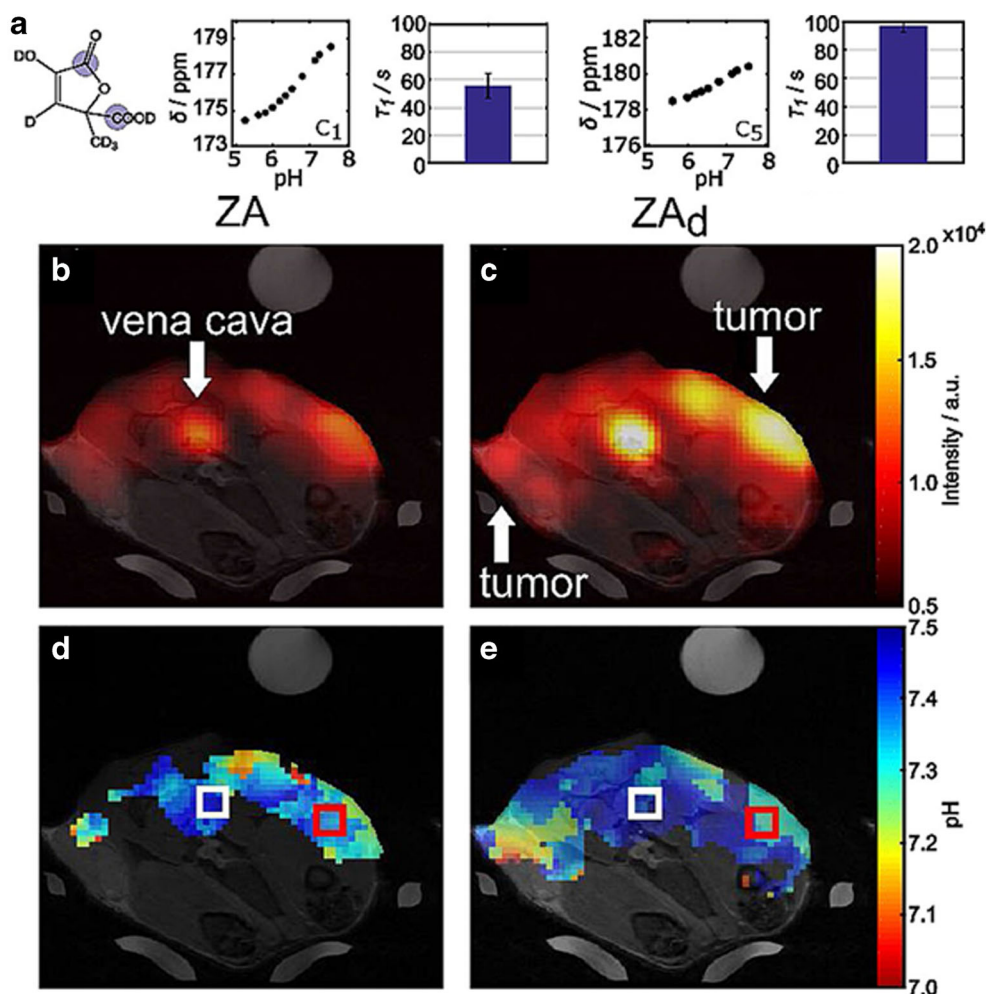 a
O
DO
O
D
COOD
CD3
179
177
175
173
δ / ppm
5 6 7 8
pH
C1
100
80
60
40
20
0
T1 / s
182
180
178
176
δ / ppm
5 6 7 8
pH
C5
100
80
60
40
20
0
T1 / s
ZA
ZAd
b
vena cava
c
tumor
tumor
2.0 x10⁴
1.5
1.0
0.5
Intensity / a.u.
d
e
7.5
7.4
7.3
7.2
7.1
7.0
pH